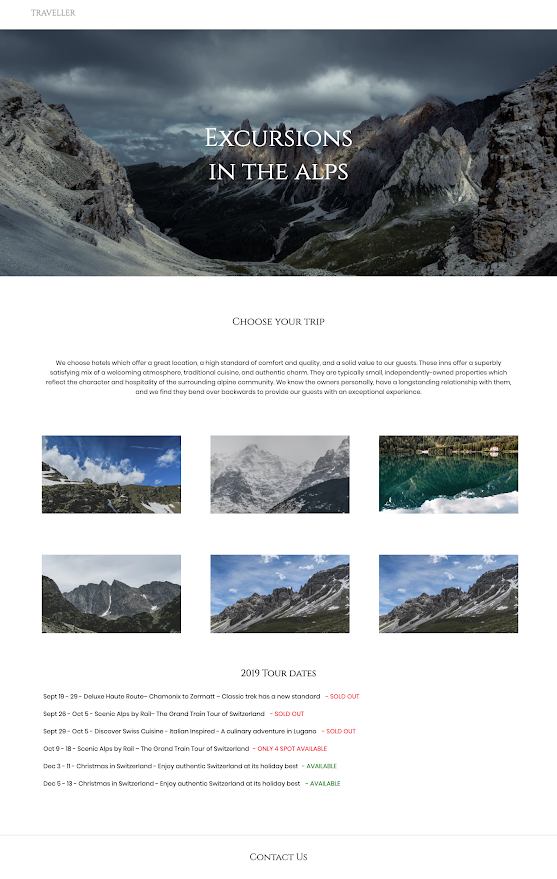 TRAVELLER
Excursions
in the alps
Choose your trip
We choose hotels which offer a great location, a high standard of comfort and quality, and a solid value to our guests. These inns offer a superbly
satisfying mix of a welcoming atmosphere, traditional cuisine, and authentic charm. They are typically small, independently-owned properties which
reflect the character and hospitality of the surrounding alpine community. We know the owners personally, have a longstanding relationship with them,
and we find they bend over backwards to provide our guests with an exceptional experience.
2019 Tour dates
Sept 19 - 29 - Deluxe Haute Route– Chamonix to Zermatt – Classic trek has a new standard - SOLD OUT
Sept 26 - Oct 5 - Scenic Alps by Rail– The Grand Train Tour of Switzerland - SOLD OUT
Sept 29 - Oct 5 - Discover Swiss Cuisine - Italian Inspired - A culinary adventure in Lugano - SOLD OUT
Oct 9 - 18 - Scenic Alps by Rail – The Grand Train Tour of Switzerland - ONLY 4 SPOT AVAILABLE
Dec 3 - 11 - Christmas in Switzerland - Enjoy authentic Switzerland at its holiday best - AVAILABLE
Dec 5 - 13 - Christmas in Switzerland - Enjoy authentic Switzerland at its holiday best - AVAILABLE
Contact Us